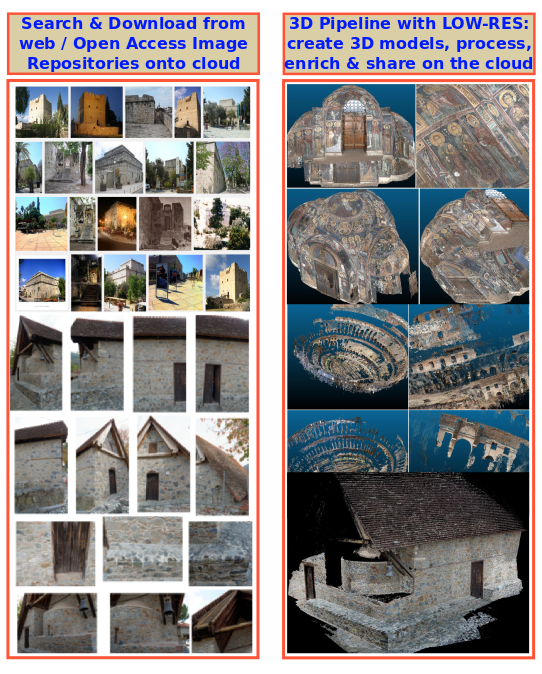 Search & Download from
web / Open Access Image
Repositories onto cloud
3D Pipeline with LOW-RES:
create 3D models, process,
enrich & share on the cloud